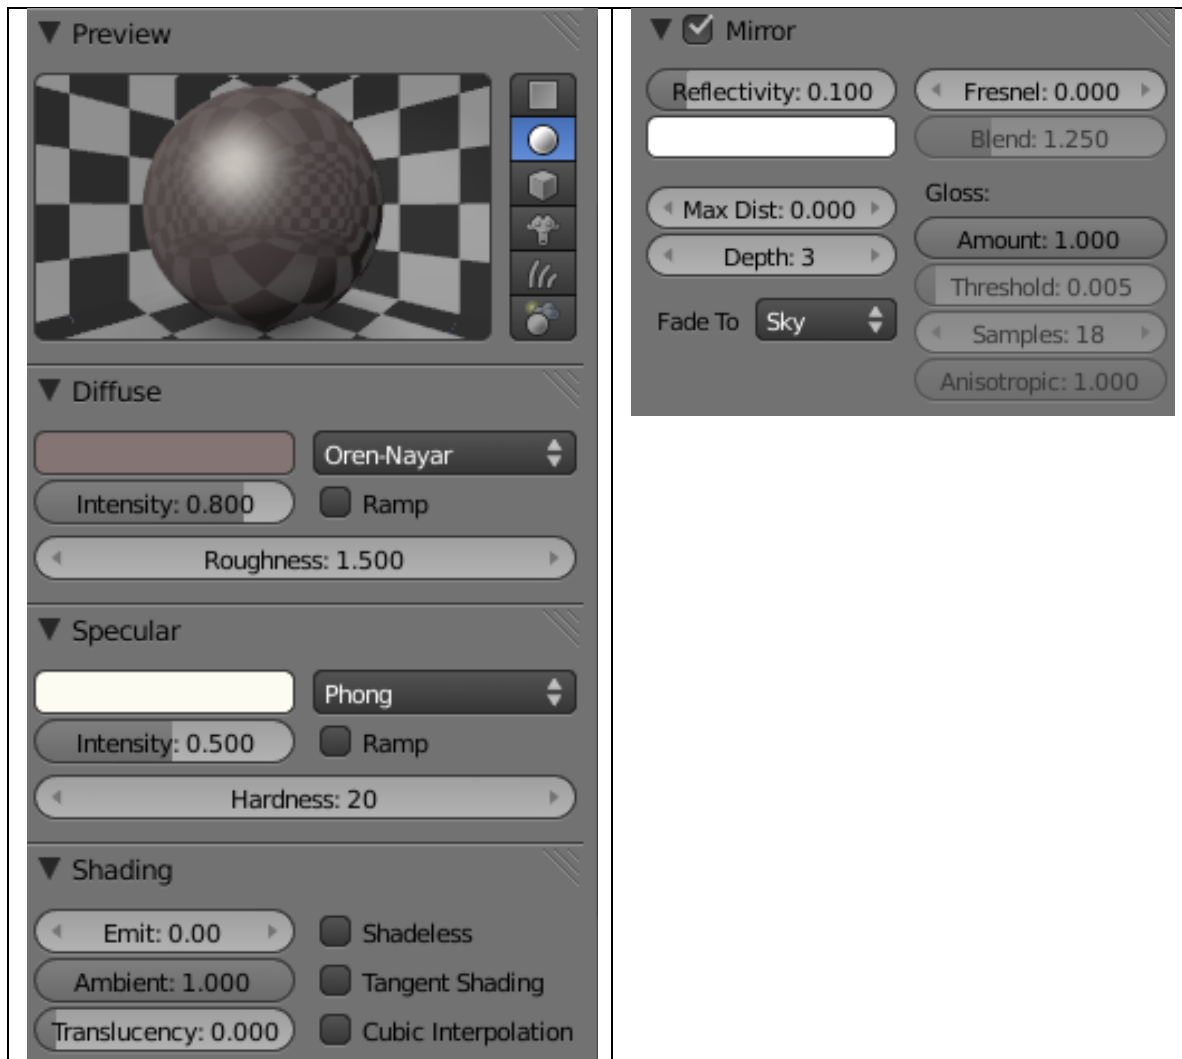 Preview
Diffuse
Oren-Nayar
Intensity: 0.800
Ramp
Roughness: 1.500
Specular
Phong
Intensity: 0.500
Ramp
Hardness: 20
Shading
Emit: 0.00
Shadeless
Ambient: 1.000
Tangent Shading
Translucency: 0.000
Cubic Interpolation
Mirror
Reflectivity: 0.100
Fresnel: 0.000
Blend: 1.250
Max Dist: 0.000
Gloss:
Depth: 3
Amount: 1.000
Threshold: 0.005
Fade To
Sky
Samples: 18
Anisotropic: 1.000